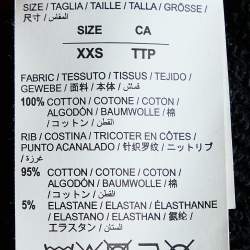 SIZE / TAGLIA / TAILLE / TALLA / GRÖSSE /
尺寸 / المقاس /
SIZE CA
XXS TTP
FABRIC / TESSUTO / TISSUS / TEJIDO /
GEWEBE / 面料 / 本体 / قماش /
100% COTTON / COTONE / COTON /
ALGODÓN / BAUMWOLLE / 棉
/ コットン / القطن /
RIB / COSTINA / TRICOTER EN CÔTES /
PUNTO ACANALADO / 针织罗纹 / ニットリブ
/ غرزة /
95% COTTON / COTONE / COTON /
ALGODÓN / BAUMWOLLE / 棉
/ コットン / القطن /
5% ELASTANE / ELASTAN / ÉLASTHANNE
/ ELASTANO / ELASTHAN / 氨纶 /
エラスタン / إلاستان /